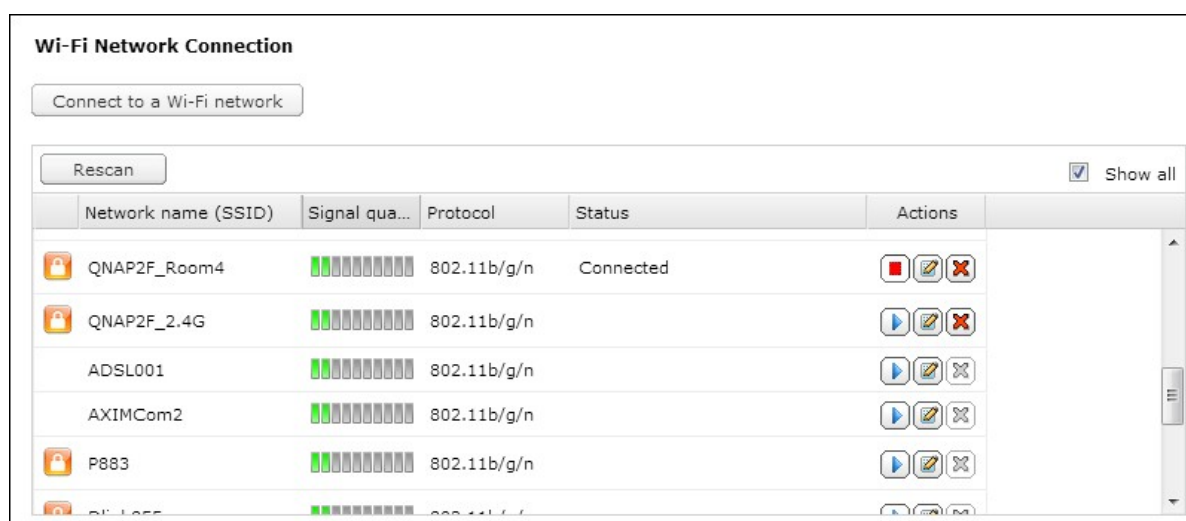 Wi-Fi Network Connection
Connect to a Wi-Fi network
Rescan
Show all
Network name (SSID) Signal qua... Protocol Status Actions
QNAP2F_Room4 802.11b/g/n Connected
QNAP2F_2.4G 802.11b/g/n
ADSL001 802.11b/g/n
AXIMCom2 802.11b/g/n
P883 802.11b/g/n